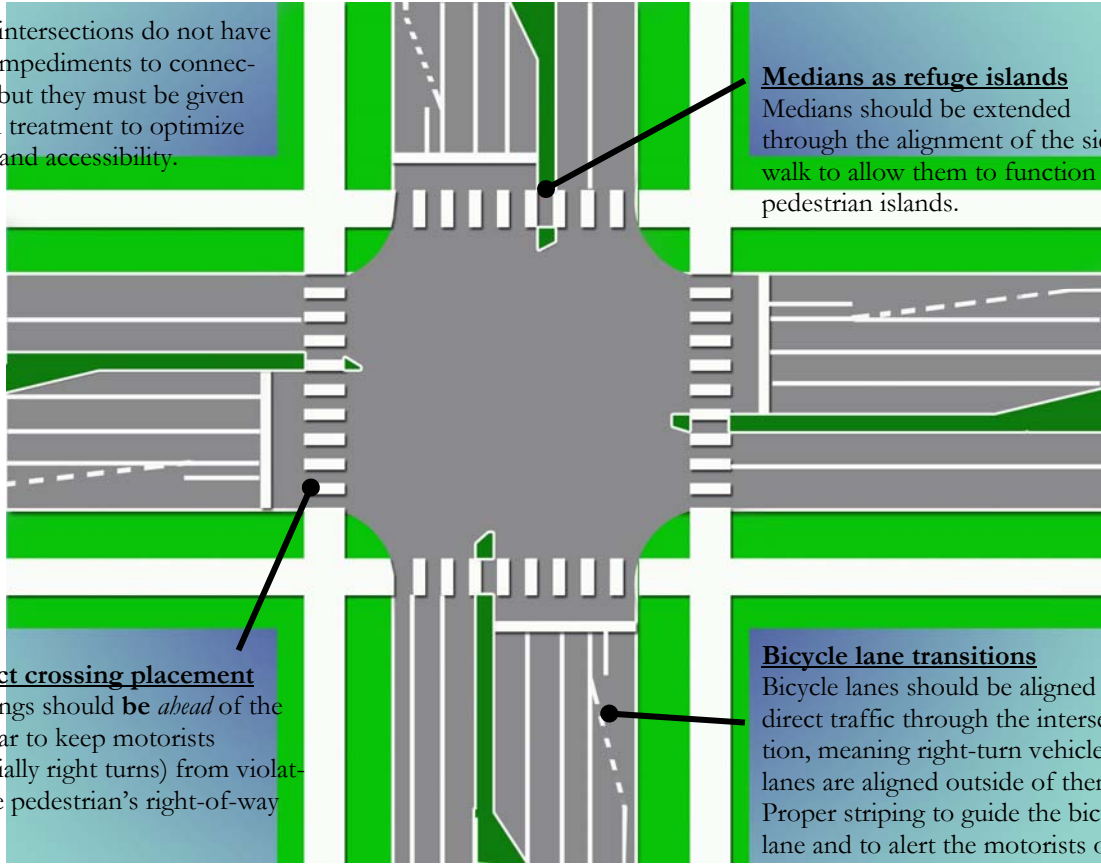 intersections do not have
mpediments to connec-
but they must be given
treatment to optimize
and accessibility.
Medians as refuge islands
Medians should be extended
through the alignment of the sid
walk to allow them to function
pedestrian islands.
ct crossing placement
ngs should be ahead of the
ar to keep motorists
ially right turns) from violat-
e pedestrian's right-of-way
Bicycle lane transitions
Bicycle lanes should be aligned
direct traffic through the interse
tion, meaning right-turn vehicle
lanes are aligned outside of ther
Proper striping to guide the bicy
lane and to alert the motorists o